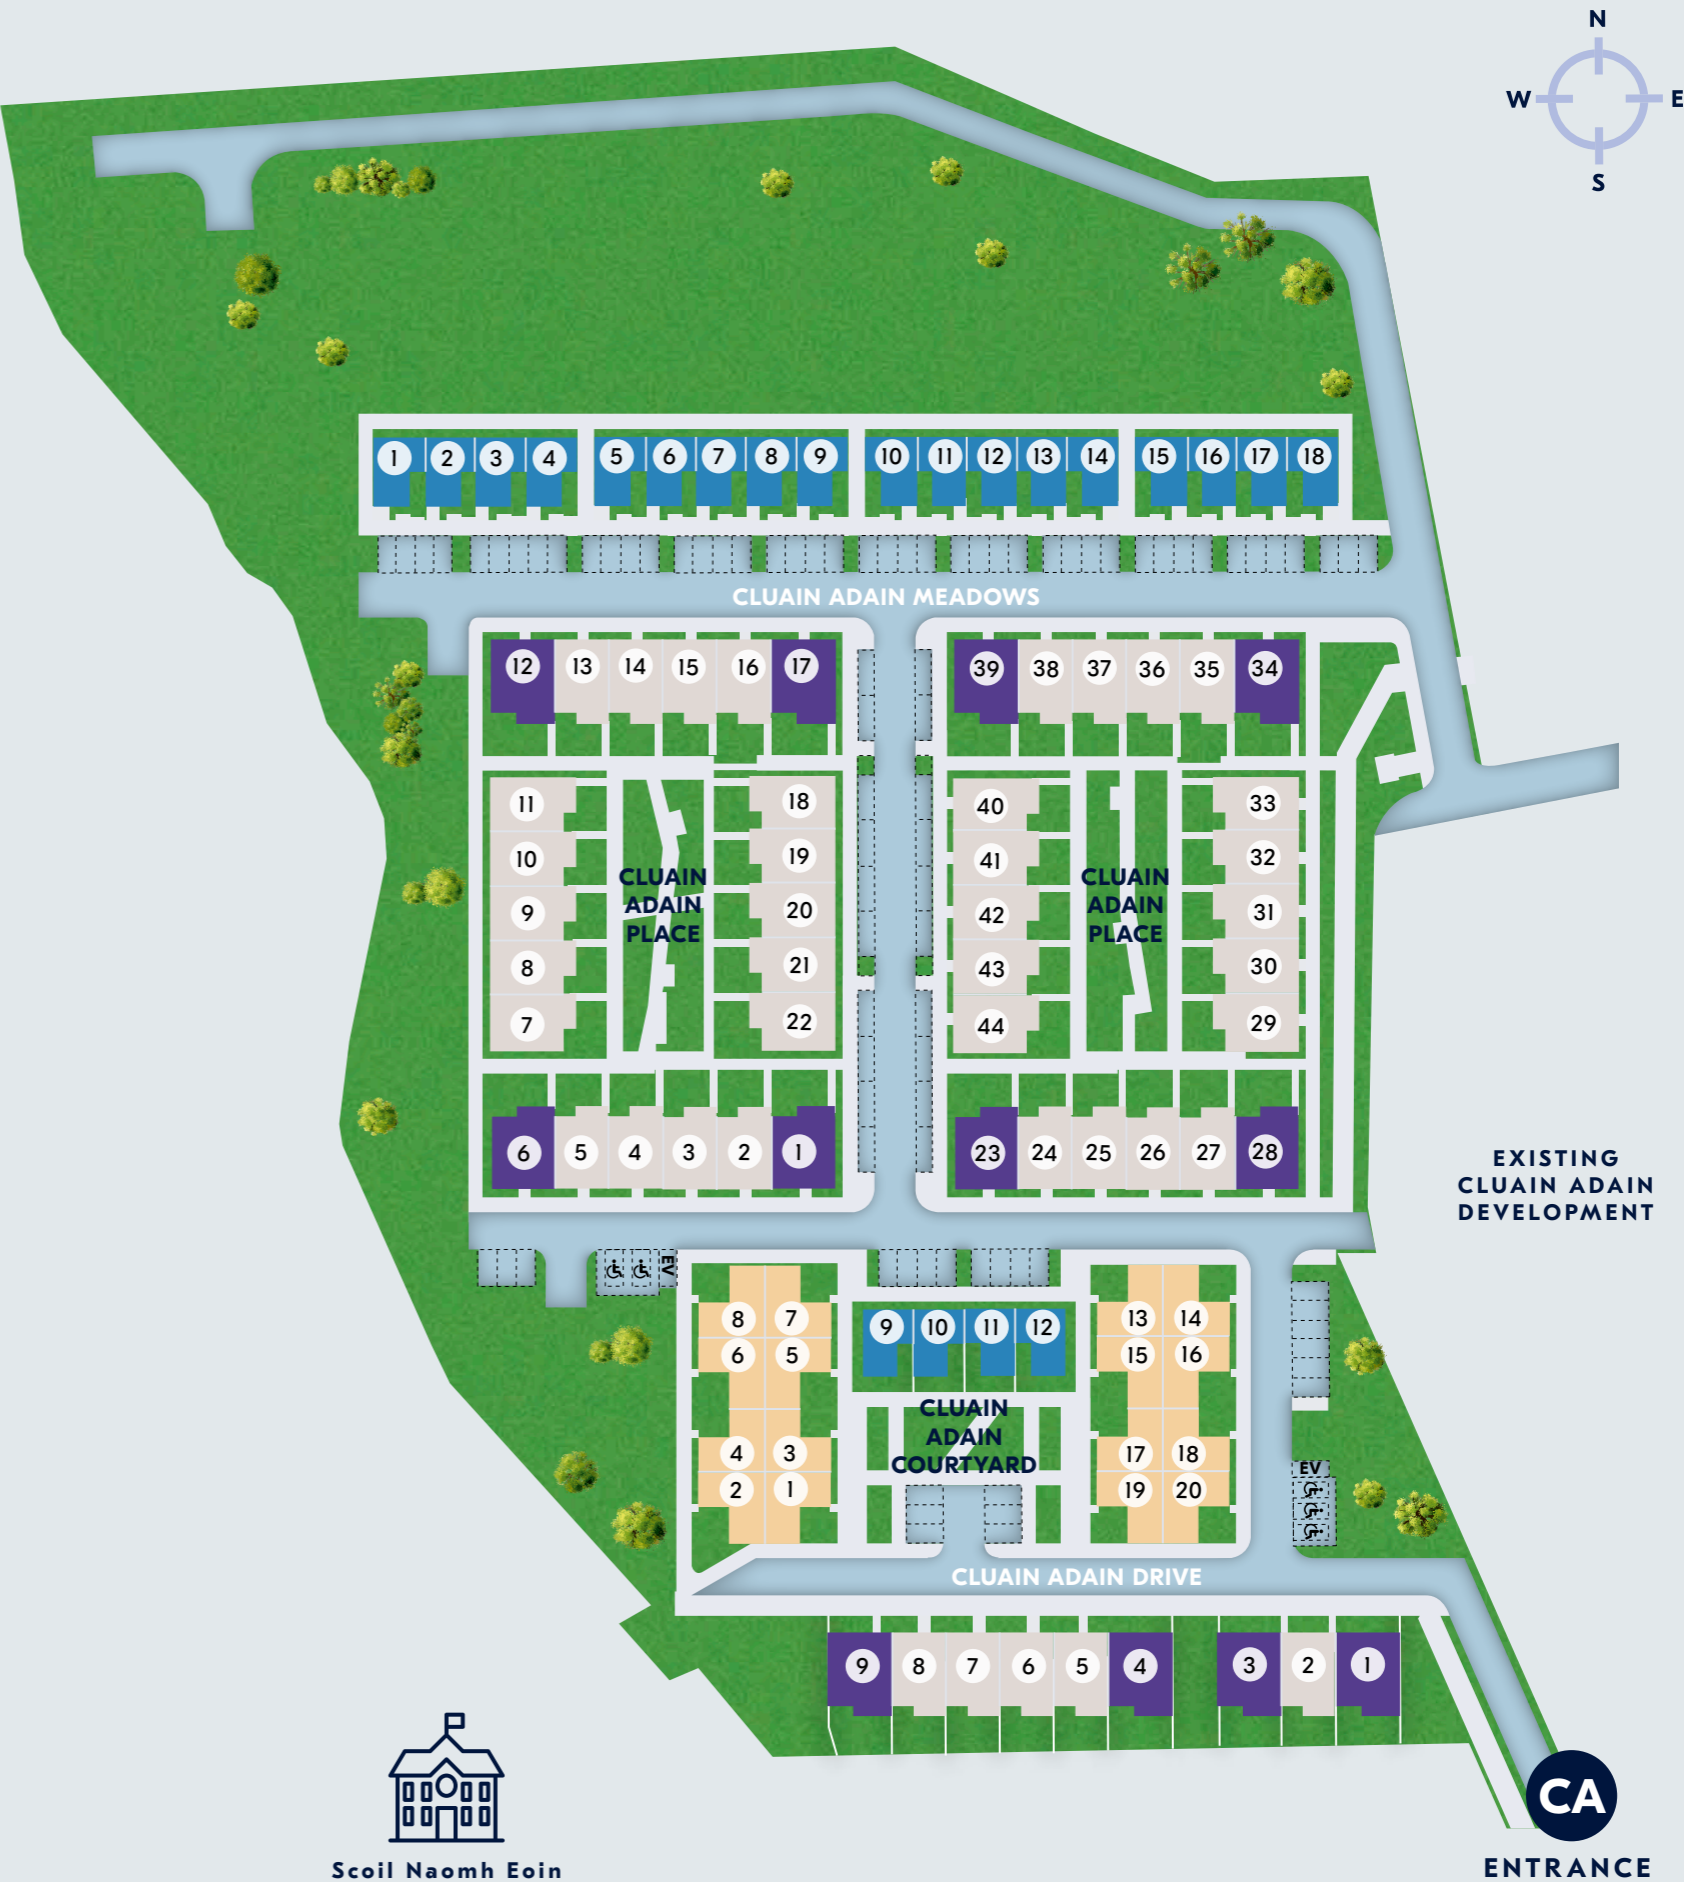 N
W E
S
1 2 3 4 5 6 7 8 9 10 11 12 13 14 15 16 17 18
CLUAIN ADAIN MEADOWS
12 13 14 15 16 17 39 38 37 36 35 34
11 18 40 33
10 19 41 32
CLUAIN
ADAIN
PLACE
CLUAIN
ADAIN
PLACE
9 20 42 31
8 21 43 30
7 22 44 29
6 5 4 3 2 1 23 24 25 26 27 28
EXISTING
CLUAIN ADAIN
DEVELOPMENT
EV
8 7 9 10 11 12 13 14
6 5 15 16
CLUAIN
ADAIN
COURTYARD
4 3 17 18
2 1 19 20
EV
CLUAIN ADAIN DRIVE
9 8 7 6 5 4 3 2 1
CA
ENTRANCE
Scoil Naomh Eoin